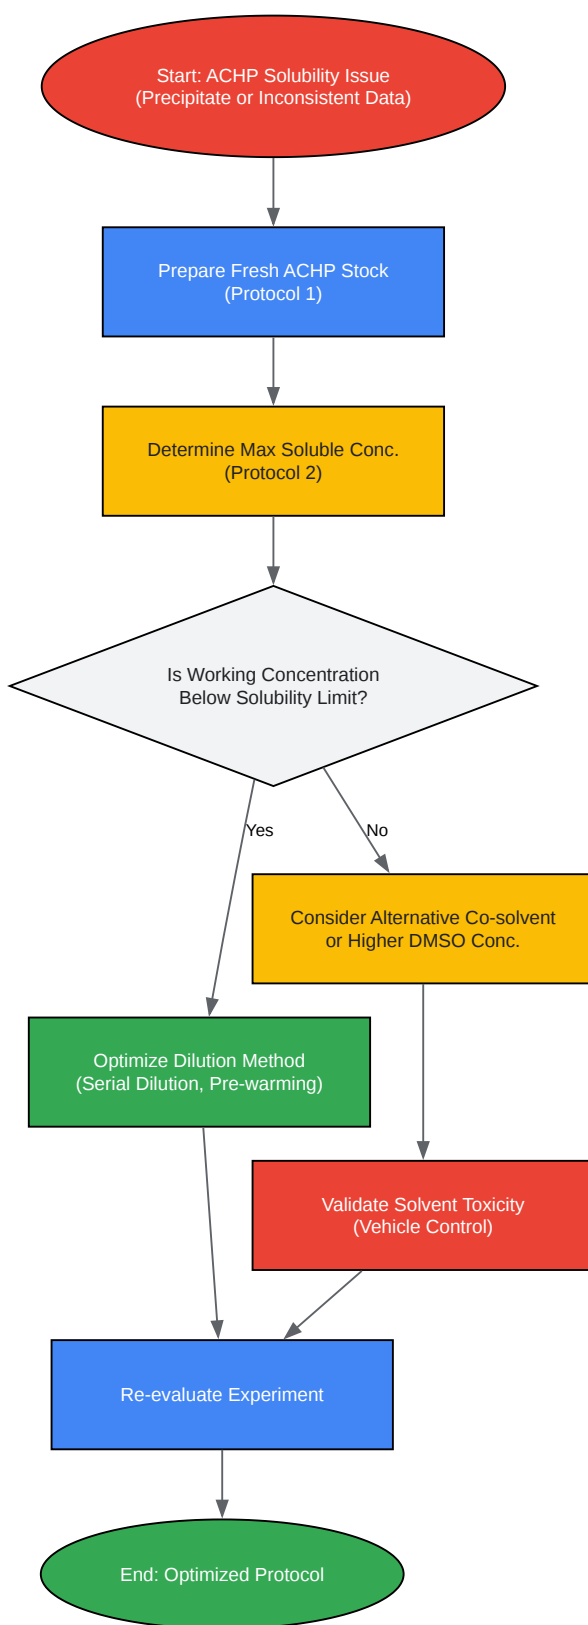 Start: ACHP Solubility Issue
(Precipitate or Inconsistent Data)
Prepare Fresh ACHP Stock
(Protocol 1)
Determine Max Soluble Conc.
(Protocol 2)
Is Working Concentration
Below Solubility Limit?
Yes
No
Consider Alternative Co-solvent
or Higher DMSO Conc.
Optimize Dilution Method
(Serial Dilution, Pre-warming)
Validate Solvent Toxicity
(Vehicle Control)
Re-evaluate Experiment
End: Optimized Protocol